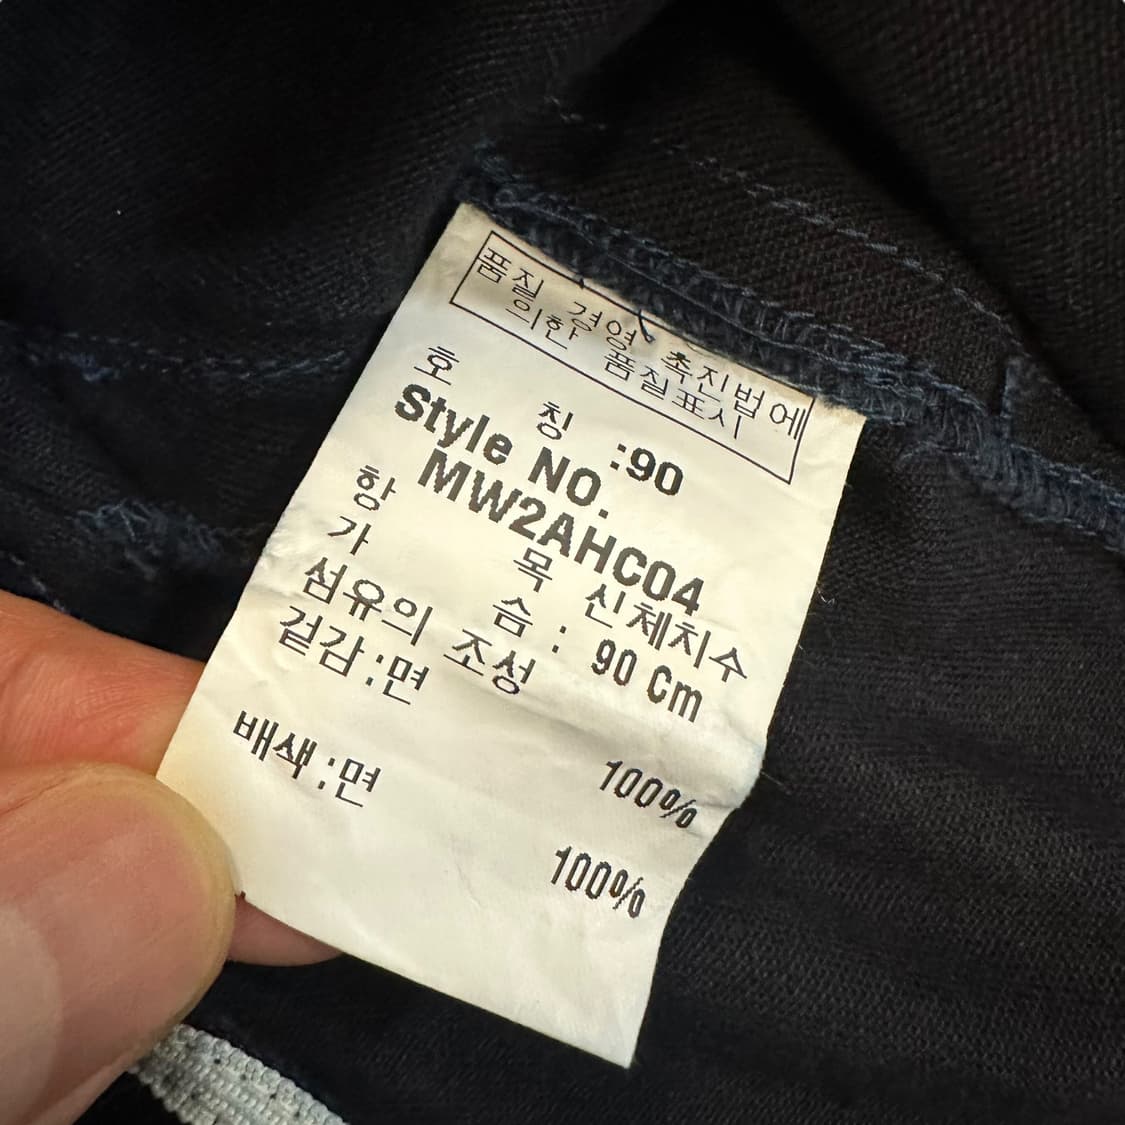 품질 경영 촉진법에
의한 품질표시
호 칭 :90
Style NO.
MW2AHC04
항 목 신체치수
가 슴 : 90 Cm
섬유의 조성
겉감:면 100%
배색:면 100%